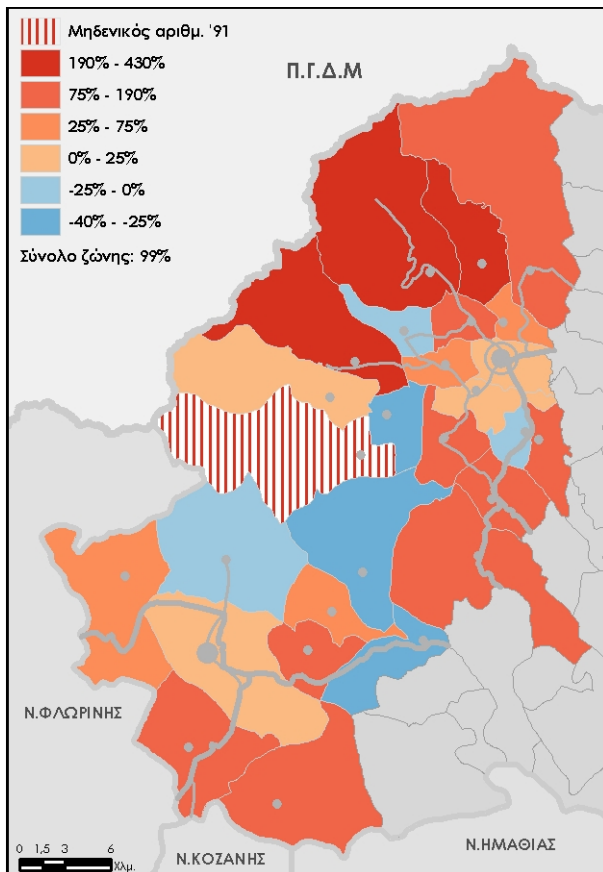 Μηδενικός αριθμ. '91
190% - 430%
75% - 190%
25% - 75%
0% - 25%
-25% - 0%
-40% - -25%
Σύνολο ζώνης: 99%
Π.Γ.Δ.Μ
Ν.ΦΛΩΡΙΝΗΣ
Ν.ΚΟΖΑΝΗΣ
Ν.ΗΜΑΘΙΑΣ
0 1,5 3 6
Χλμ.